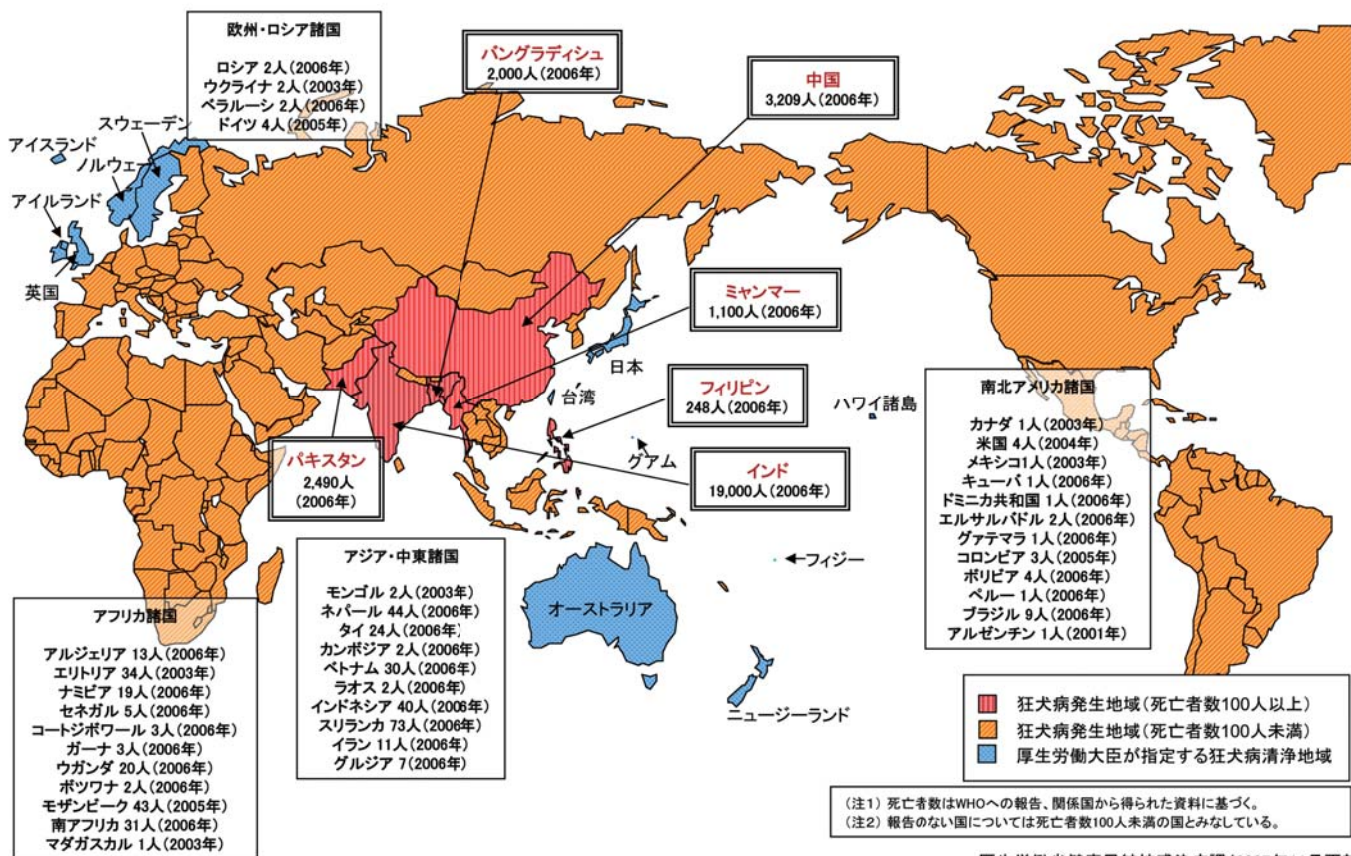 欧州・ロシア諸国
ロシア 2人(2006年)
ウクライナ 2人(2003年)
ベラルーシ 2人(2006年)
ドイツ 4人(2005年)
バングラディシュ
2,000人(2006年)
中国
3,209人(2006年)
スウェーデン
アイスランド
ノルウェー
アイルランド
英国
ミャンマー
1,100人(2006年)
日本
台湾
フィリピン
248人(2006年)
グアム
ハワイ諸島
パキスタン
2,490人
(2006年)
インド
19,000人(2006年)
フィジー
オーストラリア
ニュージーランド
南北アメリカ諸国
カナダ 1人(2003年)
米国 4人(2004年)
メキシコ1人(2003年)
キューバ 1人(2006年)
ドミニカ共和国 1人(2006年)
エルサルバドル 2人(2006年)
グァテマラ 1人(2006年)
コロンビア 3人(2005年)
ボリビア 4人(2006年)
ペルー 1人(2006年)
ブラジル 9人(2006年)
アルゼンチン 1人(2001年)
アジア・中東諸国
モンゴル 2人(2003年)
ネパール 44人(2006年)
タイ 24人(2006年)
カンボジア 2人(2006年)
ベトナム 30人(2006年)
ラオス 2人(2006年)
インドネシア 40人(2006年)
スリランカ 73人(2006年)
イラン 11人(2006年)
グルジア 7(2006年)
アフリカ諸国
アルジェリア 13人(2006年)
エリトリア 34人(2003年)
ナミビア 19人(2006年)
セネガル 5人(2006年)
コートジボワール 3人(2006年)
ガーナ 3人(2006年)
ウガンダ 20人(2006年)
ボツワナ 2人(2006年)
モザンビーク 43人(2005年)
南アフリカ 31人(2006年)
マダガスカル 1人(2003年)
狂犬病発生地域(死亡者数100人以上)
狂犬病発生地域(死亡者数100人未満)
厚生労働大臣が指定する狂犬病清浄地域
(注1) 死亡者数はWHOへの報告、関係国から得られた資料に基づく。
(注2) 報告のない国については死亡者数100人未満の国とみなしている。